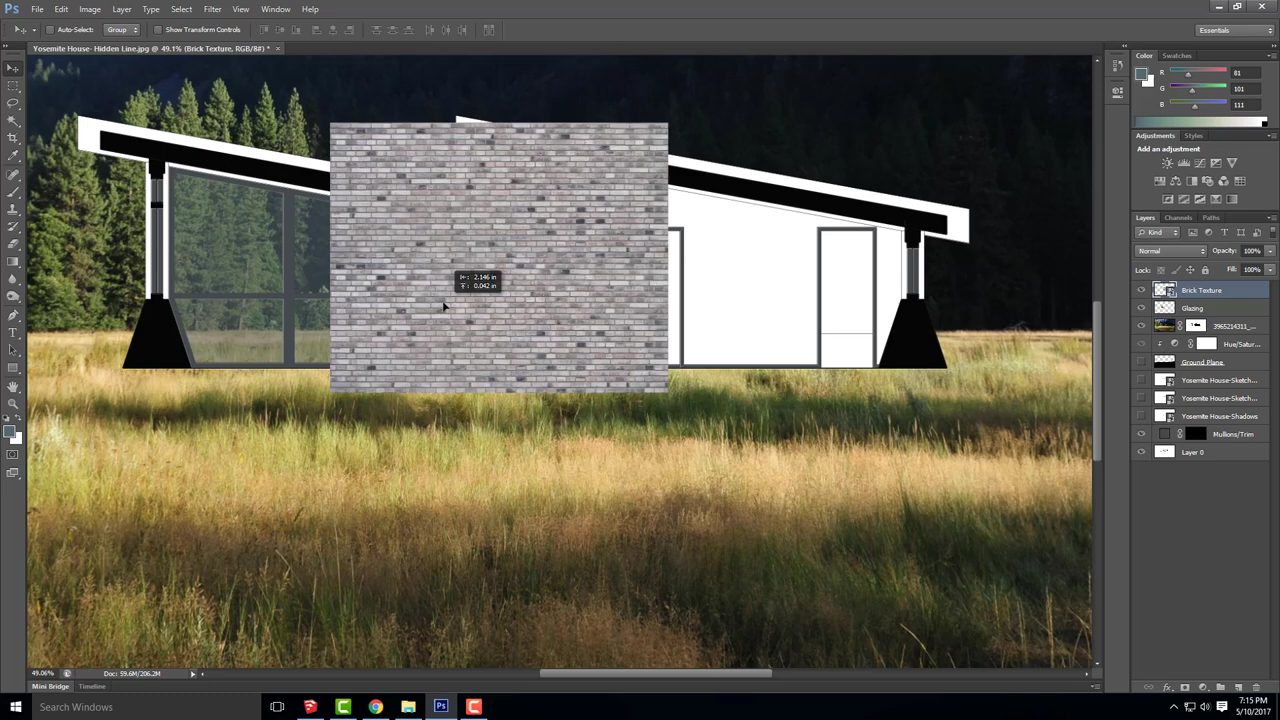 Ps File Edit Image Layer Type Select Filter View Window Help
Auto-Select: Group Show Transform Controls Essentials
Yosemite House- Hidden Line.jpg @ 49.1% (Brick Texture, RGB/8#) * ×
Color Swatches
R 81
G 101
B 111
Adjustments Styles
Add an adjustment
Layers Channels Paths
Kind
Normal Opacity: 100%
Lock: Fill: 100%
Brick Texture
Glazing
3965214311_...
Hue/Satur...
Ground Plane
Yosemite House-Sketch...
Yosemite House-Sketch...
Yosemite House-Shadows
Mullions/Trim
Layer 0
2.146 in
0.042 in
49.06% Doc: 59.6M/206.2M
Mini Bridge Timeline
Search Windows
Ps
7:15 PM
5/10/2017